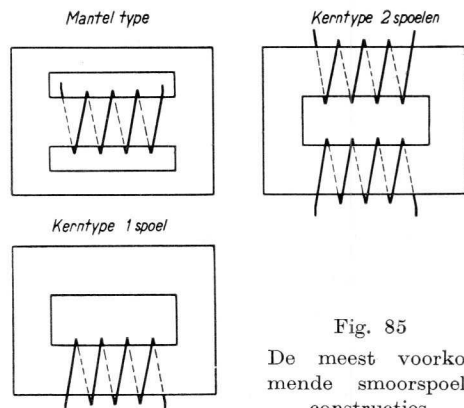 Mantel type
Kerntype 2 spoelen
Kerntype 1 spoel
Fig. 85
De meest voorko-
mende smoorspoel-
constructies